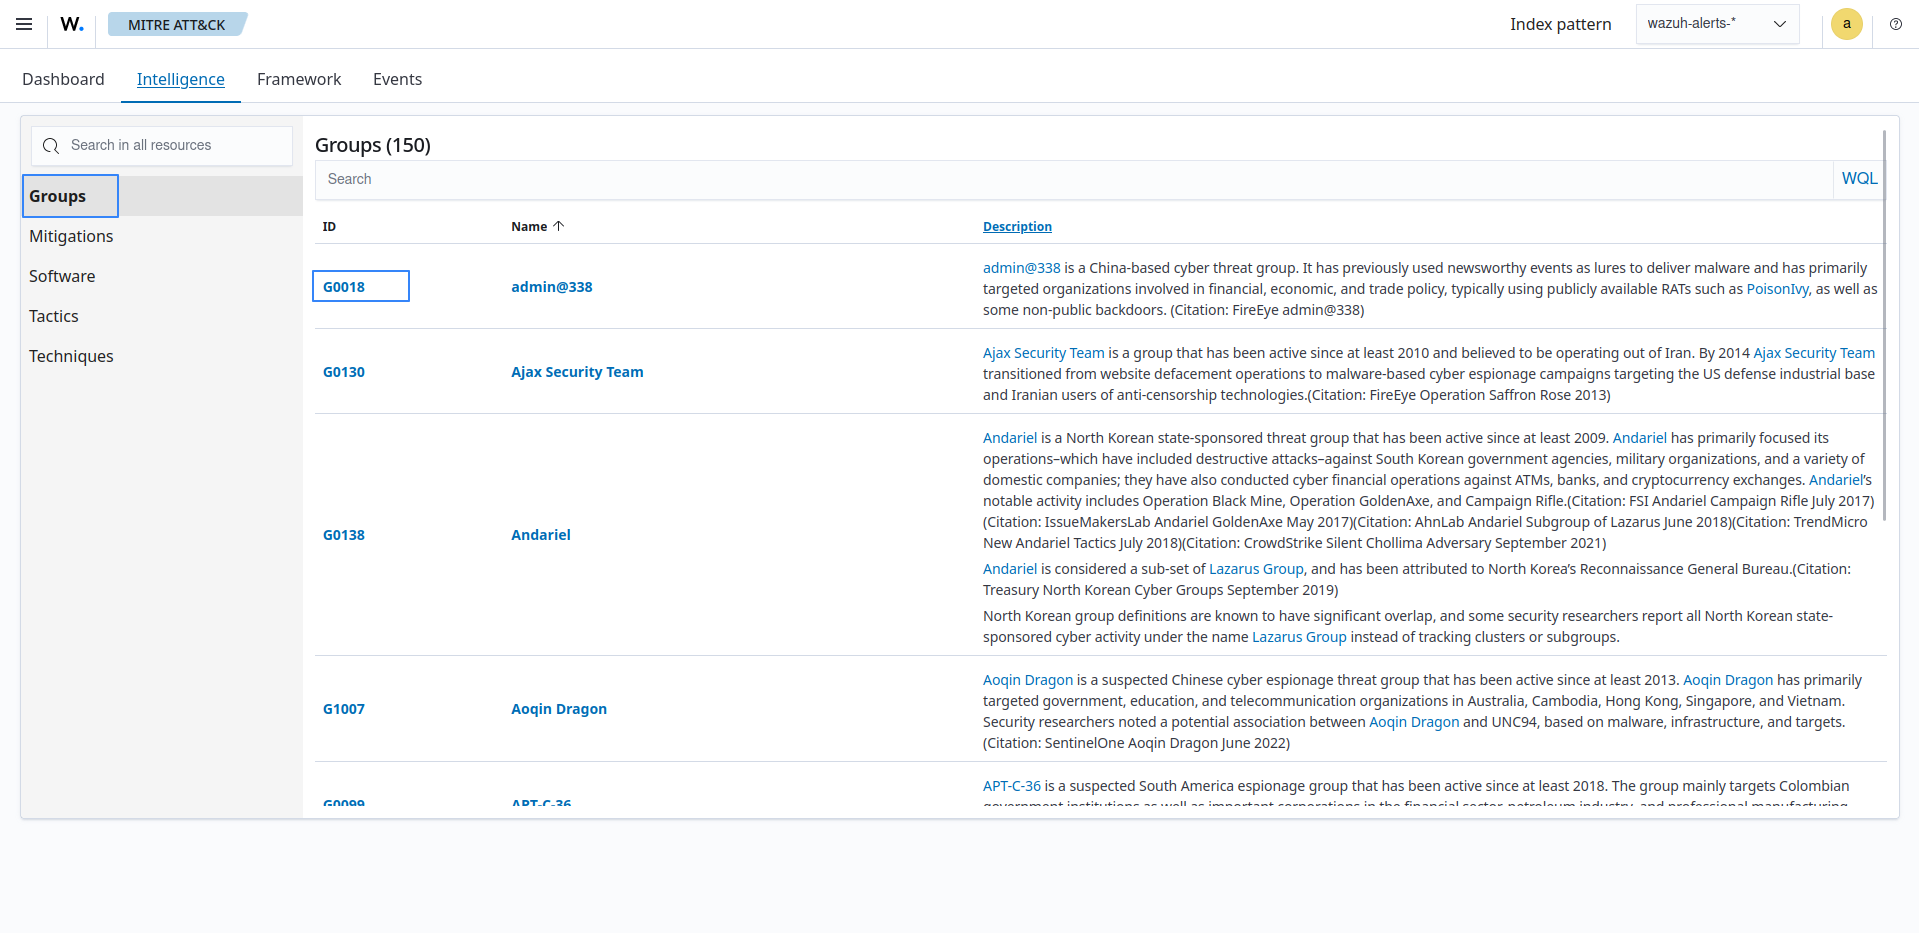 W. MITRE ATT&CK Index pattern wazuh-alerts-* a
Dashboard Intelligence Framework Events
Search in all resources
Groups
Mitigations
Software
Tactics
Techniques
Groups (150)
Search WQL
ID Name Description
G0018 admin@338
admin@338 is a China-based cyber threat group. It has previously used newsworthy events as lures to deliver malware and has primarily
targeted organizations involved in financial, economic, and trade policy, typically using publicly available RATs such as PoisonIvy, as well as
some non-public backdoors. (Citation: FireEye admin@338)
G0130 Ajax Security Team
Ajax Security Team is a group that has been active since at least 2010 and believed to be operating out of Iran. By 2014 Ajax Security Team
transitioned from website defacement operations to malware-based cyber espionage campaigns targeting the US defense industrial base
and Iranian users of anti-censorship technologies.(Citation: FireEye Operation Saffron Rose 2013)
G0138 Andariel
Andariel is a North Korean state-sponsored threat group that has been active since at least 2009. Andariel has primarily focused its
operations–which have included destructive attacks–against South Korean government agencies, military organizations, and a variety of
domestic companies; they have also conducted cyber financial operations against ATMs, banks, and cryptocurrency exchanges. Andariel’s
notable activity includes Operation Black Mine, Operation GoldenAxe, and Campaign Rifle.(Citation: FSI Andariel Campaign Rifle July 2017)
(Citation: IssueMakersLab Andariel GoldenAxe May 2017)(Citation: AhnLab Andariel Subgroup of Lazarus June 2018)(Citation: TrendMicro
New Andariel Tactics July 2018)(Citation: CrowdStrike Silent Chollima Adversary September 2021)
Andariel is considered a sub-set of Lazarus Group, and has been attributed to North Korea’s Reconnaissance General Bureau.(Citation:
Treasury North Korean Cyber Groups September 2019)
North Korean group definitions are known to have significant overlap, and some security researchers report all North Korean state-
sponsored cyber activity under the name Lazarus Group instead of tracking clusters or subgroups.
G1007 Aoqin Dragon
Aoqin Dragon is a suspected Chinese cyber espionage threat group that has been active since at least 2013. Aoqin Dragon has primarily
targeted government, education, and telecommunication organizations in Australia, Cambodia, Hong Kong, Singapore, and Vietnam.
Security researchers noted a potential association between Aoqin Dragon and UNC94, based on malware, infrastructure, and targets.
(Citation: SentinelOne Aoqin Dragon June 2022)
G0099 APT-C-36
APT-C-36 is a suspected South America espionage group that has been active since at least 2018. The group mainly targets Colombian
government institutions as well as important corporations in the financial sector, petroleum industry, and professional manufacturing.